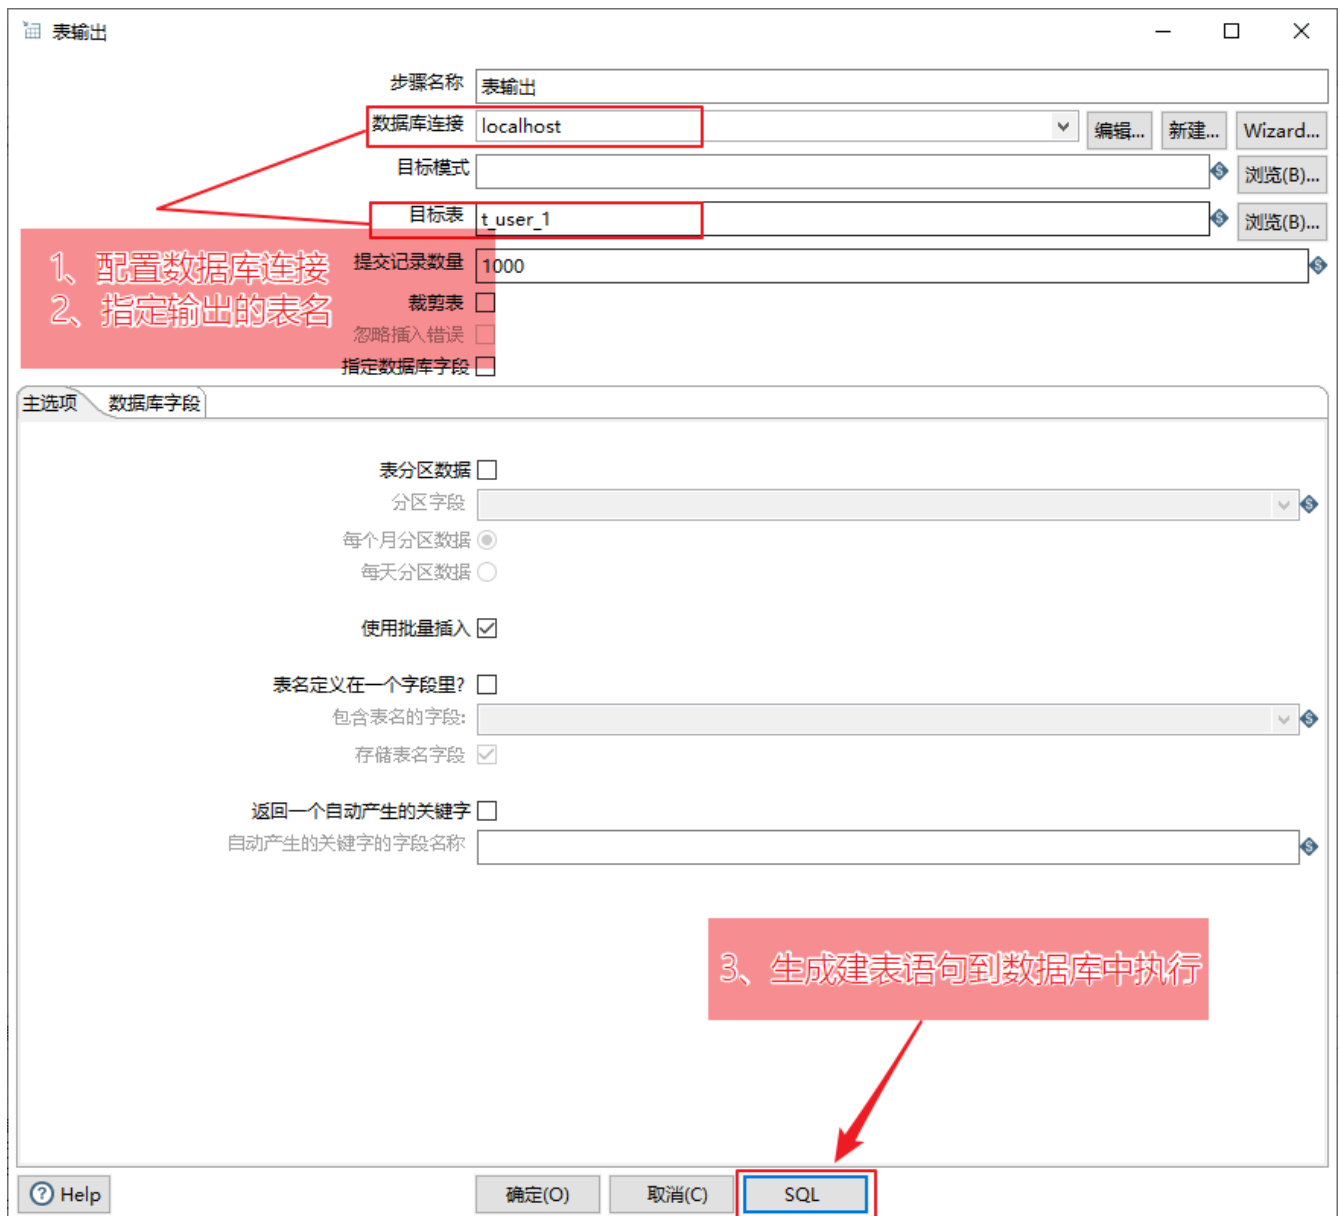 表输出
步骤名称 表输出
数据库连接 localhost 编辑... 新建... Wizard...
目标模式 浏览(B)...
目标表 t_user_1 浏览(B)...
1、配置数据库连接
2、指定输出的表名
提交记录数量 1000
裁剪表
忽略插入错误
指定数据库字段
主选项 数据库字段
表分区数据
分区字段
每个月分区数据
每天分区数据
使用批量插入
表名定义在一个字段里?
包含表名的字段:
存储表名字段
返回一个自动产生的关键字
自动产生的关键字的字段名称
3、生成建表语句到数据库中执行
Help 确定(O) 取消(C) SQL